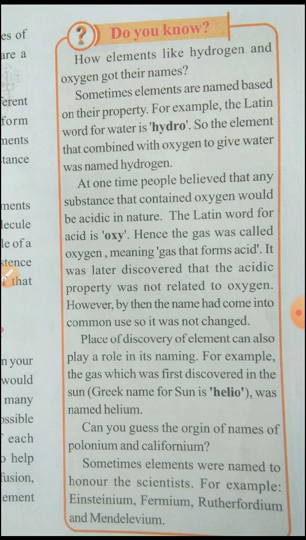 Do you know?
How elements like hydrogen and
oxygen got their names?
Sometimes elements are named based
on their property. For example, the Latin
word for water is 'hydro'. So the element
that combined with oxygen to give water
was named hydrogen.
At one time people believed that any
substance that contained oxygen would
be acidic in nature. The Latin word for
acid is 'oxy'. Hence the gas was called
oxygen , meaning 'gas that forms acid'. It
was later discovered that the acidic
property was not related to oxygen.
However, by then the name had come into
common use so it was not changed.
Place of discovery of element can also
play a role in its naming. For example,
the gas which was first discovered in the
sun (Greek name for Sun is 'helio'), was
named helium.
Can you guess the orgin of names of
polonium and californium?
Sometimes elements were named to
honour the scientists. For example:
Einsteinium, Fermium, Rutherfordium
and Mendelevium.